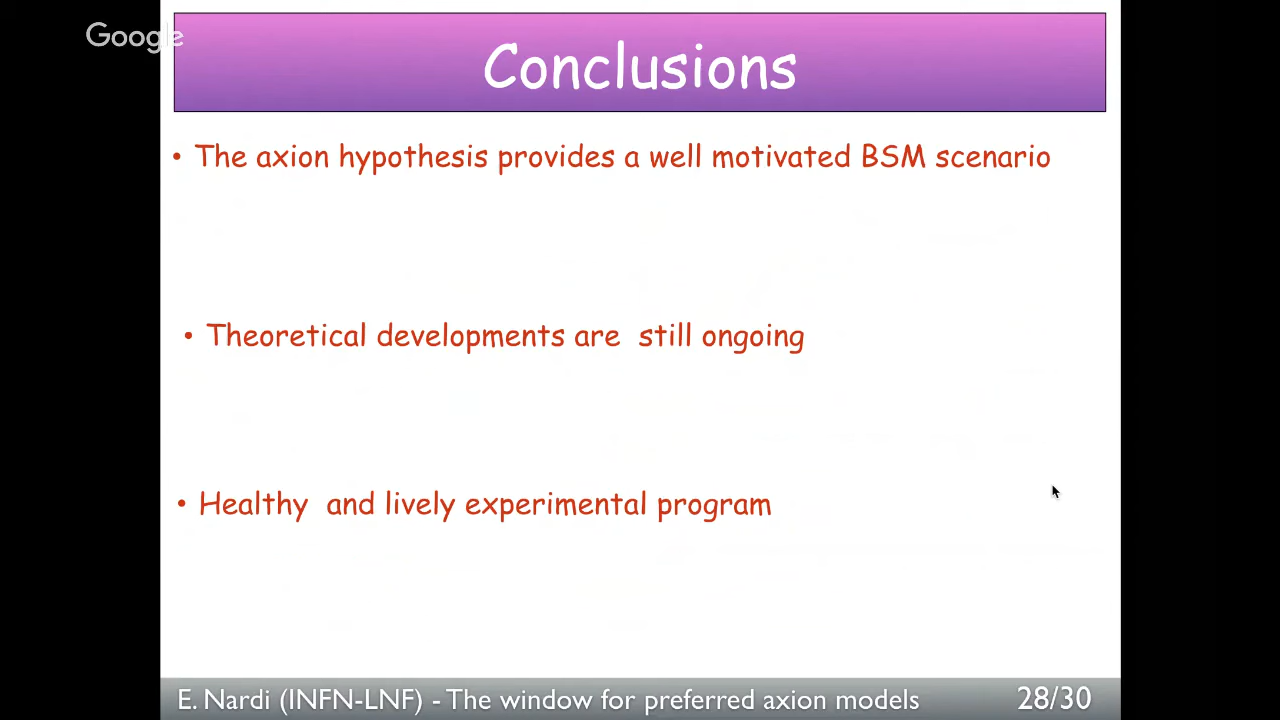 Google
Conclusions
• The axion hypothesis provides a well motivated BSM scenario
• Theoretical developments are still ongoing
• Healthy and lively experimental program
E. Nardi (INFN-LNF) - The window for preferred axion models 28/30